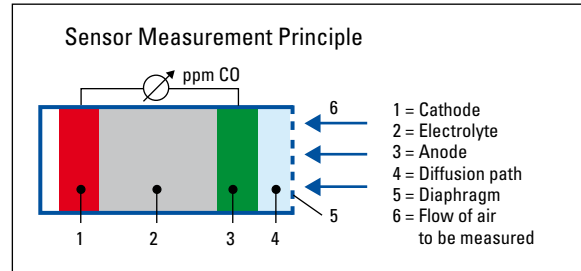 Sensor Measurement Principle
ppm CO
6
5
1 2 3 4
1 = Cathode
2 = Electrolyte
3 = Anode
4 = Diffusion path
5 = Diaphragm
6 = Flow of air
to be measured